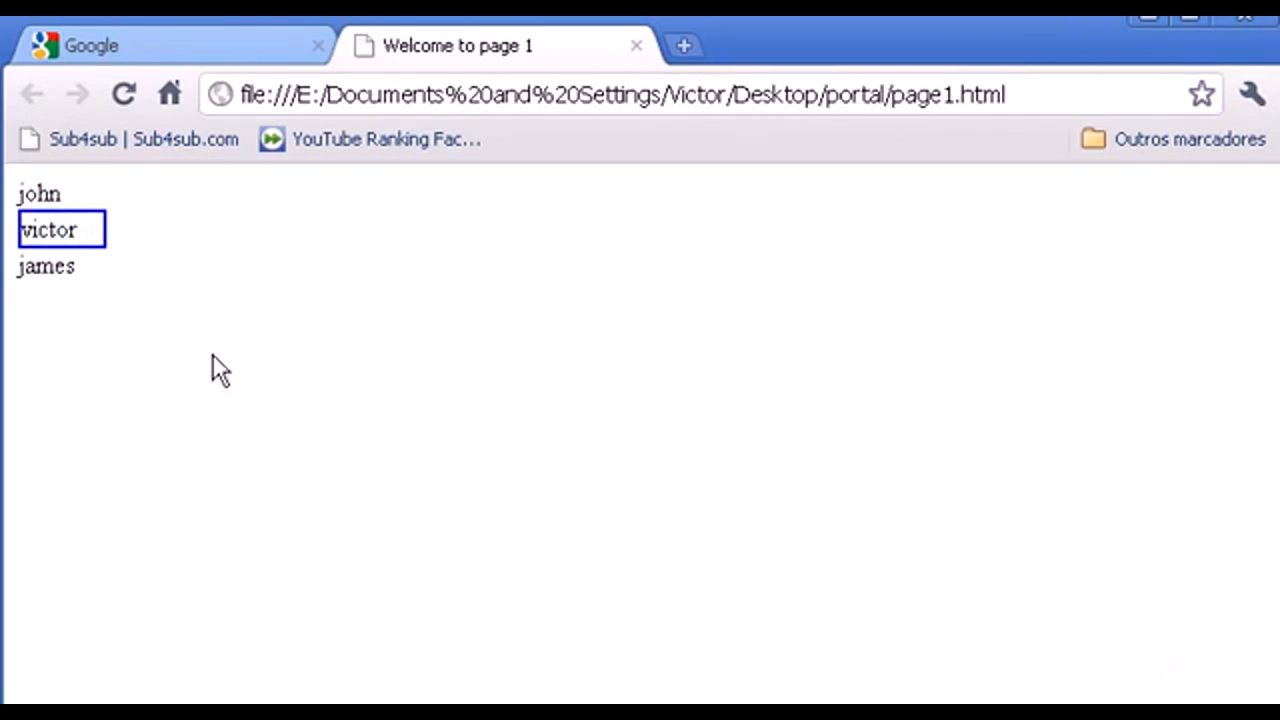 Google
Welcome to page 1
file:///E:/Documents%20and%20Settings/Victor/Desktop/portal/page1.html
Sub4sub | Sub4sub.com
YouTube Ranking Fac...
Outros marcadores
john
victor
james